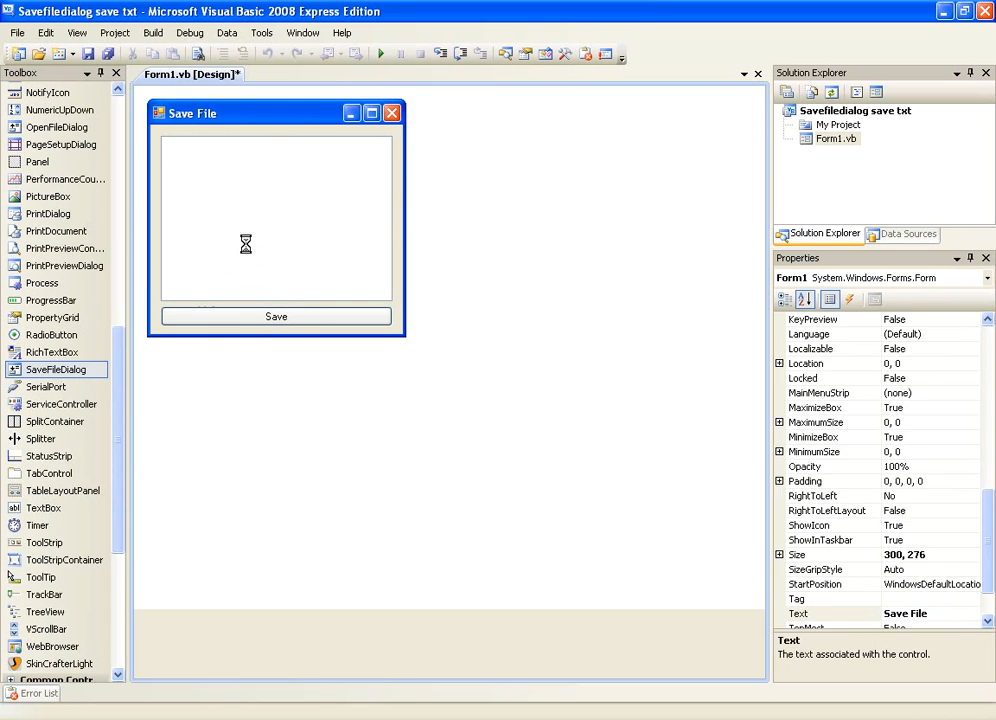 Savefiledialog save txt - Microsoft Visual Basic 2008 Express Edition
File Edit View Project Build Debug Data Tools Window Help
Toolbox
NotifyIcon
NumericUpDown
OpenFileDialog
PageSetupDialog
Panel
PerformanceCou...
PictureBox
PrintDialog
PrintDocument
PrintPreviewCon...
PrintPreviewDialog
Process
ProgressBar
PropertyGrid
RadioButton
RichTextBox
SaveFileDialog
SerialPort
ServiceController
SplitContainer
Splitter
StatusStrip
TabControl
TableLayoutPanel
TextBox
Timer
ToolStrip
ToolStripContainer
ToolTip
TrackBar
TreeView
VScrollBar
WebBrowser
SkinCrafterLight
Common Contr
Error List
Form1.vb [Design]*
Save File
Save
Solution Explorer
Savefiledialog save txt
My Project
Form1.vb
Solution Explorer Data Sources
Properties
Form1 System.Windows.Forms.Form
KeyPreview False
Language (Default)
Localizable False
Location 0, 0
Locked False
MainMenuStrip (none)
MaximizeBox True
MaximumSize 0, 0
MinimizeBox True
MinimumSize 0, 0
Opacity 100%
Padding 0, 0, 0, 0
RightToLeft No
RightToLeftLayout False
ShowIcon True
ShowInTaskbar True
Size 300, 276
SizeGripStyle Auto
StartPosition WindowsDefaultLocatio
Tag
Text Save File
TopMost False
Text
The text associated with the control.